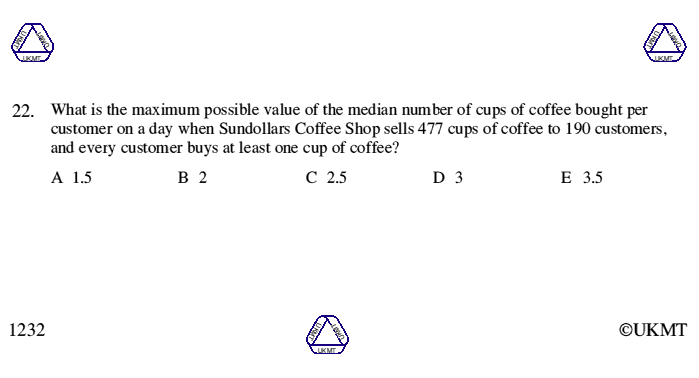 UKMT UKMT UKMT UKMT UKMT UKMT
22. What is the maximum possible value of the median number of cups of coffee bought per
customer on a day when Sundollars Coffee Shop sells 477 cups of coffee to 190 customers,
and every customer buys at least one cup of coffee?
A 1.5 B 2 C 2.5 D 3 E 3.5
1232 UKMT UKMT UKMT ©UKMT